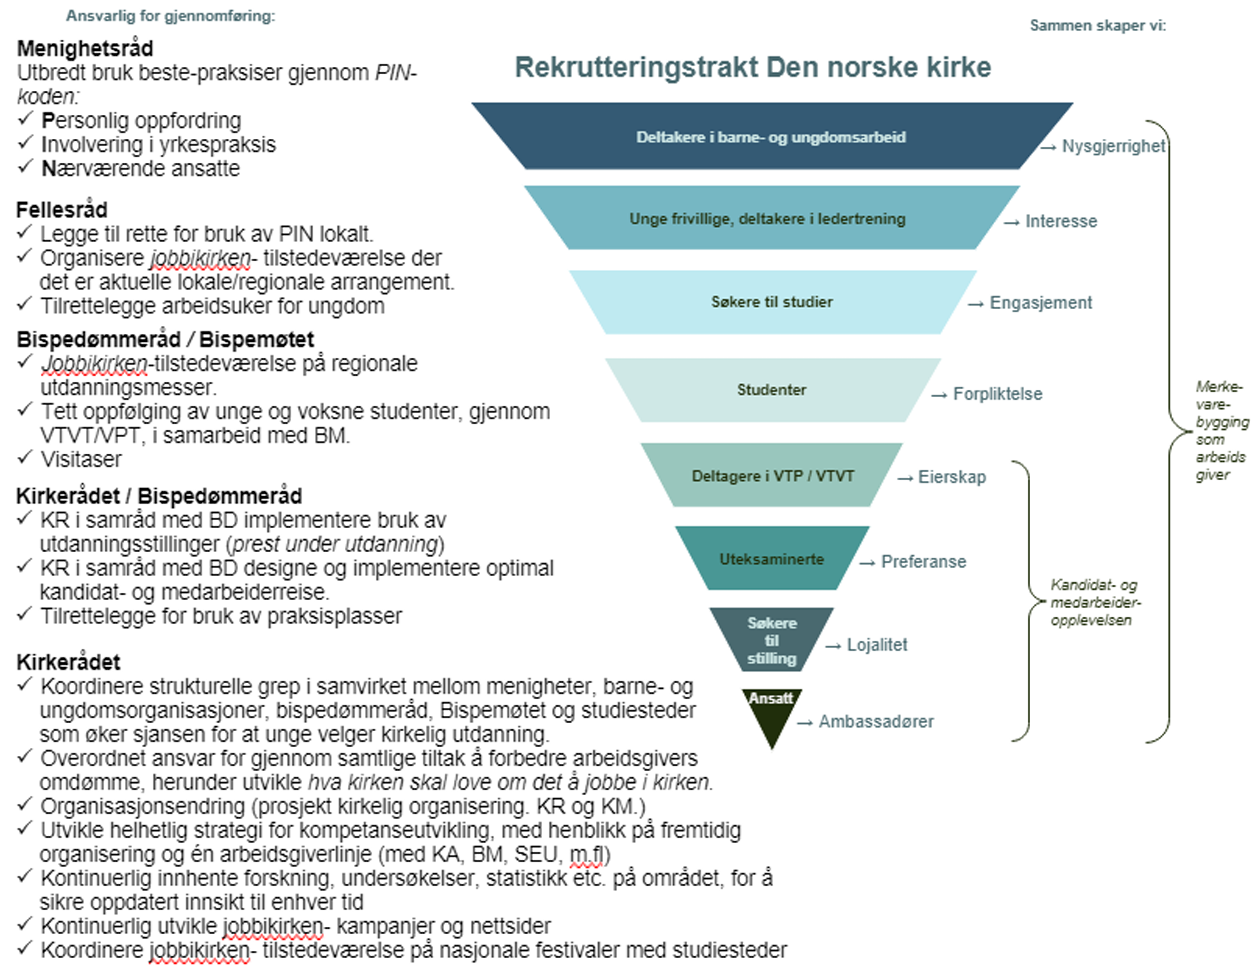 Ansvarlig for gjennomføring:
Menighetsråd
Utbredt bruk beste-praksiser gjennom PIN-
koden:
✓ Personlig oppfordring
✓ Involvering i yrkespraksis
✓ Nærværende ansatte
Fellesråd
✓ Legge til rette for bruk av PIN lokalt.
✓ Organisere jobbikirken- tilstedeværelse der
det er aktuelle lokale/regionale arrangement.
✓ Tilrettelegge arbeidsuker for ungdom
Bispedømmeråd / Bispemøtet
✓ Jobbikirken-tilstedeværelse på regionale
utdanningsmesser.
✓ Tett oppfølging av unge og voksne studenter, gjennom
VTVT/VPT, i samarbeid med BM.
✓ Visitaser
Kirkerådet / Bispedømmeråd
✓ KR i samråd med BD implementere bruk av
utdanningsstillinger (prest under utdanning)
✓ KR i samråd med BD designe og implementere optimal
kandidat- og medarbeiderreise.
✓ Tilrettelegge for bruk av praksisplasser
Kirkerådet
✓ Koordinere strukturelle grep i samvirket mellom menigheter, barne- og
ungdomsorganisasjoner, bispedømmeråd, Bispemøtet og studiesteder
som øker sjansen for at unge velger kirkelig utdanning.
✓ Overordnet ansvar for gjennom samtlige tiltak å forbedre arbeidsgivers
omdømme, herunder utvikle hva kirken skal love om det å jobbe i kirken.
✓ Organisasjonsendring (prosjekt kirkelig organisering. KR og KM.)
✓ Utvikle helhetlig strategi for kompetanseutvikling, med henblikk på fremtidig
organisering og én arbeidsgiverlinje (med KA, BM, SEU, m.fl)
✓ Kontinuerlig innhente forskning, undersøkelser, statistikk etc. på området, for å
sikre oppdatert innsikt til enhver tid
✓ Kontinuerlig utvikle jobbikirken- kampanjer og nettsider
✓ Koordinere jobbikirken- tilstedeværelse på nasjonale festivaler med studiesteder
Rekrutteringstrakt Den norske kirke
Sammen skaper vi:
Deltakere i barne- og ungdomsarbeid
→ Nysgjerrighet
Unge frivillige, deltakere i ledertrening
→ Interesse
Søkere til studier
→ Engasjement
Studenter
→ Forpliktelse
Deltagere i VTP / VTVT
→ Eierskap
Uteksaminerte
→ Preferanse
Søkere
til
stilling
→ Lojalitet
Ansatt
→ Ambassadører
Kandidat- og
medarbeider-
opplevelsen
Merke-
vare-
bygging
som
arbeids
giver